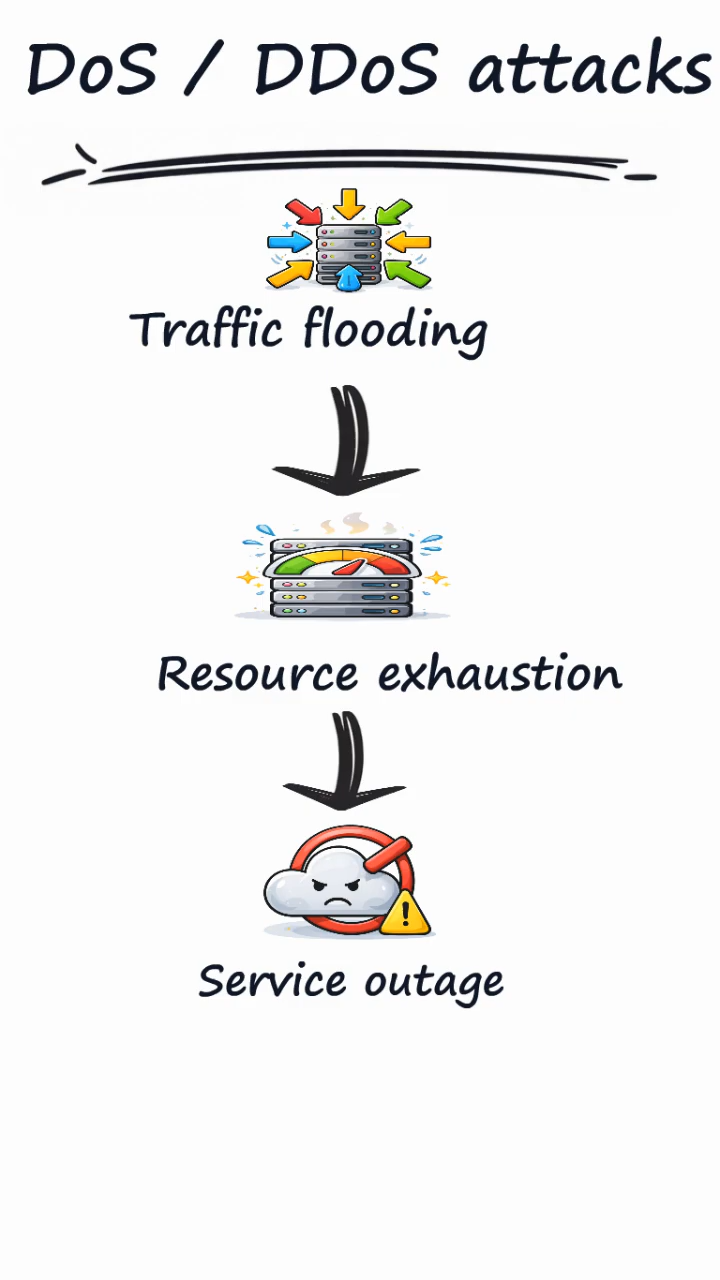 DoS / DDoS attacks
Traffic flooding
Resource exhaustion
Service outage